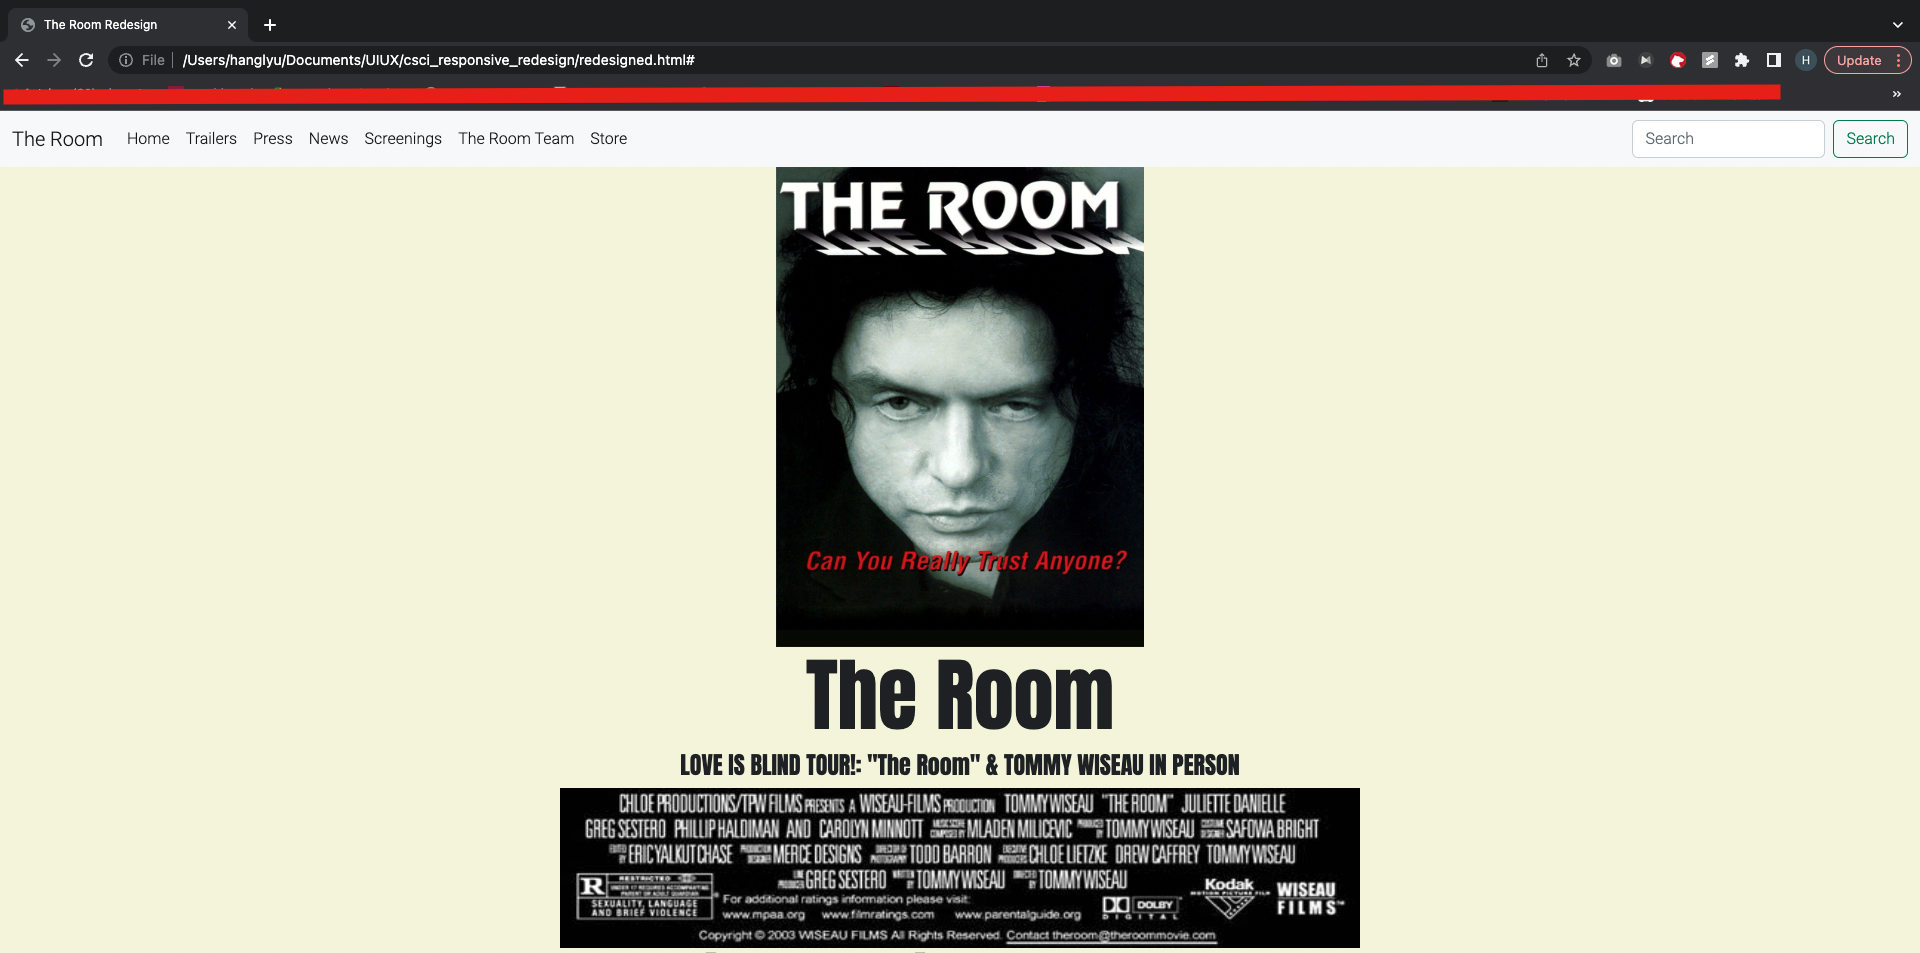 The Room Redesign
File /Users/hanglyu/Documents/UIUX/csci_responsive_redesign/redesigned.html#
H
Update
The Room Home Trailers Press News Screenings The Room Team Store Search Search
THE ROOM
THE ROOM
Can You Really Trust Anyone?
The Room
LOVE IS BLIND TOUR!: "The Room" & TOMMY WISEAU IN PERSON
CHLOE PRODUCTIONS/TPW FILMS PRESENTS A WISEAU-FILMS PRODUCTION TOMMY WISEAU "THE ROOM" JULIETTE DANIELLE
GREG SESTERO PHILLIP HALDIMAN AND CAROLYN MINNOTT MUSIC SCORE COMPOSED BY MLADEN MILICEVIC PRODUCED BY TOMMY WISEAU COSTUME DESIGNER SAFOWA BRIGHT
EDITED BY ERIC YALKUT CHASE PRODUCTION DESIGNER MERCE DESIGNS DIRECTOR OF PHOTOGRAPHY TODD BARRON EXECUTIVE PRODUCERS CHLOE LIETZKE DREW CAFFREY TOMMY WISEAU
LINE PRODUCER GREG SESTERO WRITTEN BY TOMMY WISEAU DIRECTED BY TOMMY WISEAU
R RESTRICTED
UNDER 17 REQUIRES ACCOMPANYING
PARENT OR ADULT GUARDIAN
SEXUALITY, LANGUAGE
AND BRIEF VIOLENCE
For additional ratings information please visit:
www.mpaa.org www.filmratings.com www.parentalguide.org
DOLBY
DIGITAL
Kodak
MOTION PICTURE FILM
WISEAU
FILMS™
Copyright © 2003 WISEAU FILMS All Rights Reserved. Contact theroom@theroommovie.com